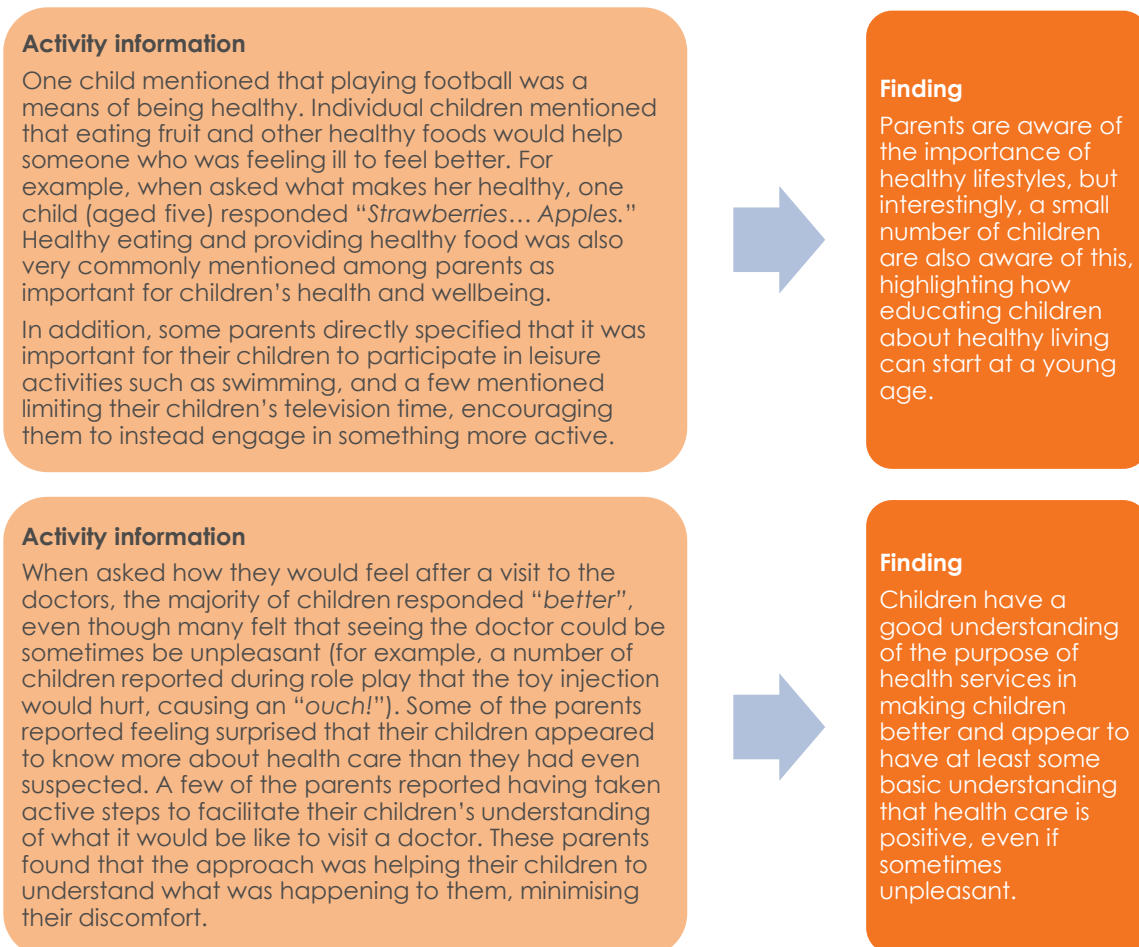 Activity information
One child mentioned that playing football was a
means of being healthy. Individual children mentioned
that eating fruit and other healthy foods would help
someone who was feeling ill to feel better. For
example, when asked what makes her healthy, one
child (aged five) responded “Strawberries… Apples.”
Healthy eating and providing healthy food was also
very commonly mentioned among parents as
important for children’s health and wellbeing.
In addition, some parents directly specified that it was
important for their children to participate in leisure
activities such as swimming, and a few mentioned
limiting their children’s television time, encouraging
them to instead engage in something more active.
Finding
Parents are aware of
the importance of
healthy lifestyles, but
interestingly, a small
number of children
are also aware of this,
highlighting how
educating children
about healthy living
can start at a young
age.
Activity information
When asked how they would feel after a visit to the
doctors, the majority of children responded “better”,
even though many felt that seeing the doctor could be
sometimes be unpleasant (for example, a number of
children reported during role play that the toy injection
would hurt, causing an “ouch!”). Some of the parents
reported feeling surprised that their children appeared
to know more about health care than they had even
suspected. A few of the parents reported having taken
active steps to facilitate their children’s understanding
of what it would be like to visit a doctor. These parents
found that the approach was helping their children to
understand what was happening to them, minimising
their discomfort.
Finding
Children have a
good understanding
of the purpose of
health services in
making children
better and appear to
have at least some
basic understanding
that health care is
positive, even if
sometimes
unpleasant.